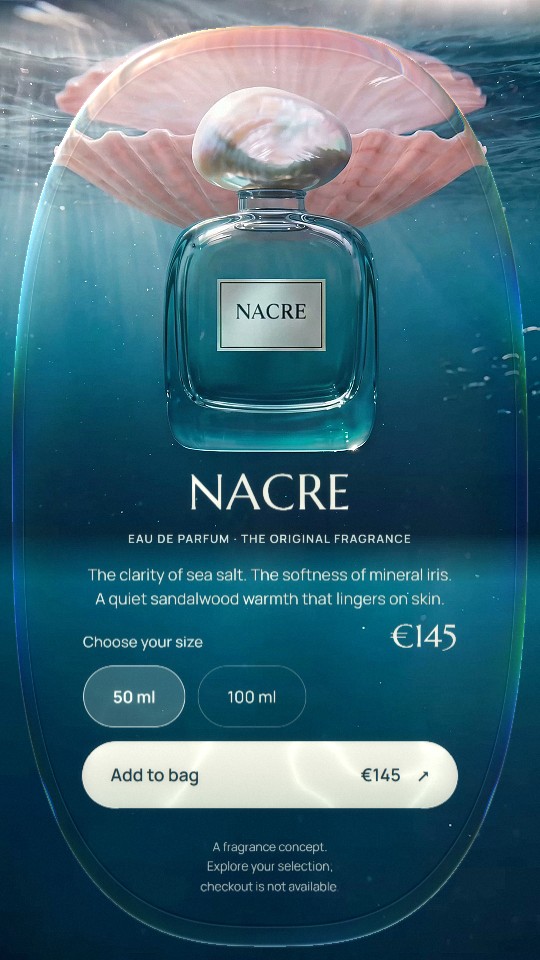 NACRE
NACRE
EAU DE PARFUM · THE ORIGINAL FRAGRANCE
The clarity of sea salt. The softness of mineral iris.
A quiet sandalwood warmth that lingers on skin.
Choose your size
€145
50 ml
100 ml
Add to bag
€145 ↗
A fragrance concept.
Explore your selection,
checkout is not available